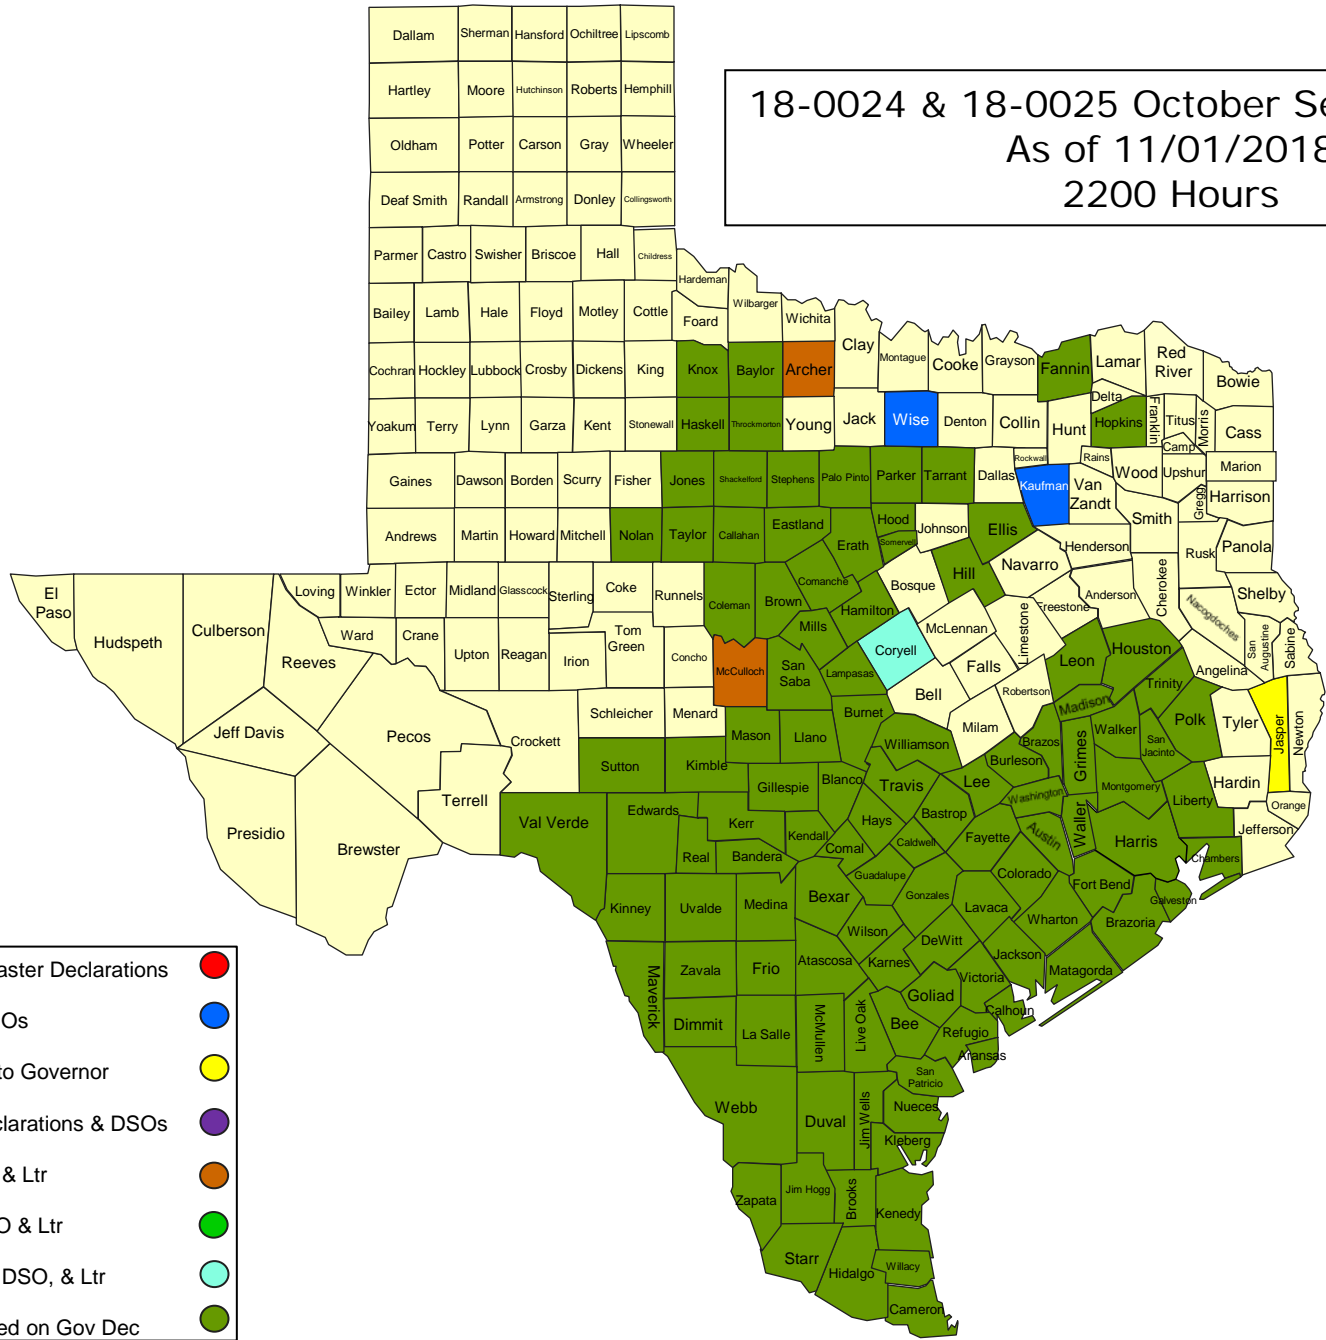 Dallam Sherman Hansford Ochiltree Lipscomb
Hartley Moore Hutchinson Roberts Hemphill
18-0024 & 18-0025 October Se
As of 11/01/2018
2200 Hours
Oldham Potter Carson Gray Wheeler
Deaf Smith Randall Armstrong Donley Collingsworth
Parmer Castro Swisher Briscoe Hall Childress
Hardeman
Bailey Lamb Hale Floyd Motley Cottle Foard Wilbarger Wichita
Clay Montague Cooke Grayson Fannin Lamar Red
River
Bowie
Cochran Hockley Lubbock Crosby Dickens King Knox Baylor Archer
Delta
Yoakum Terry Lynn Garza Kent Stonewall Haskell Throckmorton Young Jack Wise Denton Collin Hunt Hopkins Franklin Titus Morris Cass
Camp
Rockwall Rains
Gaines Dawson Borden Scurry Fisher Jones Shackelford Stephens Palo Pinto Parker Tarrant Dallas Kaufman Van
Zandt
Wood Upshur Marion
Gregg Harrison
Andrews Martin Howard Mitchell Nolan Taylor Callahan Eastland Erath Hood Somervell Johnson Ellis Henderson Smith Rusk Panola
El
Paso
Hudspeth Culberson Loving Winkler Ector Midland Glasscock Sterling Coke Runnels Coleman Brown Comanche Hamilton Bosque Hill Navarro Freestone Anderson Cherokee Nacogdoches Shelby
Reeves Ward Crane Upton Reagan Irion Tom
Green
Concho McCulloch Mills San
Saba
Lampasas Coryell McLennan Falls Limestone Leon Houston Angelina San
Augustine
Sabine
Jeff Davis Pecos Crockett Schleicher Menard Mason Llano Burnet Bell Milam Robertson Madison Trinity Polk Tyler Jasper Newton
Presidio Brewster Terrell Sutton Kimble Gillespie Blanco Williamson Travis Lee Burleson Brazos Grimes Walker San
Jacinto
Hardin
Val Verde Edwards Kerr Kendall Hays Bastrop Washington Montgomery Liberty Orange
Real Bandera Comal Caldwell Fayette Austin Waller Harris Chambers Jefferson
Kinney Uvalde Medina Bexar Guadalupe Gonzales Lavaca Colorado Fort Bend Galveston
Wilson Wharton Brazoria
Maverick Zavala Frio Atascosa Karnes DeWitt Jackson Matagorda
Goliad Victoria Calhoun
Dimmit La Salle McMullen Live Oak Bee Refugio Aransas
San
Patricio
Webb Duval Jim Wells Nueces
Kleberg
Zapata Jim Hogg Brooks Kenedy
Starr Hidalgo Willacy
Cameron
aster Declarations
Os
to Governor
clarations & DSOs
& Ltr
O & Ltr
DSO, & Ltr
ed on Gov Dec